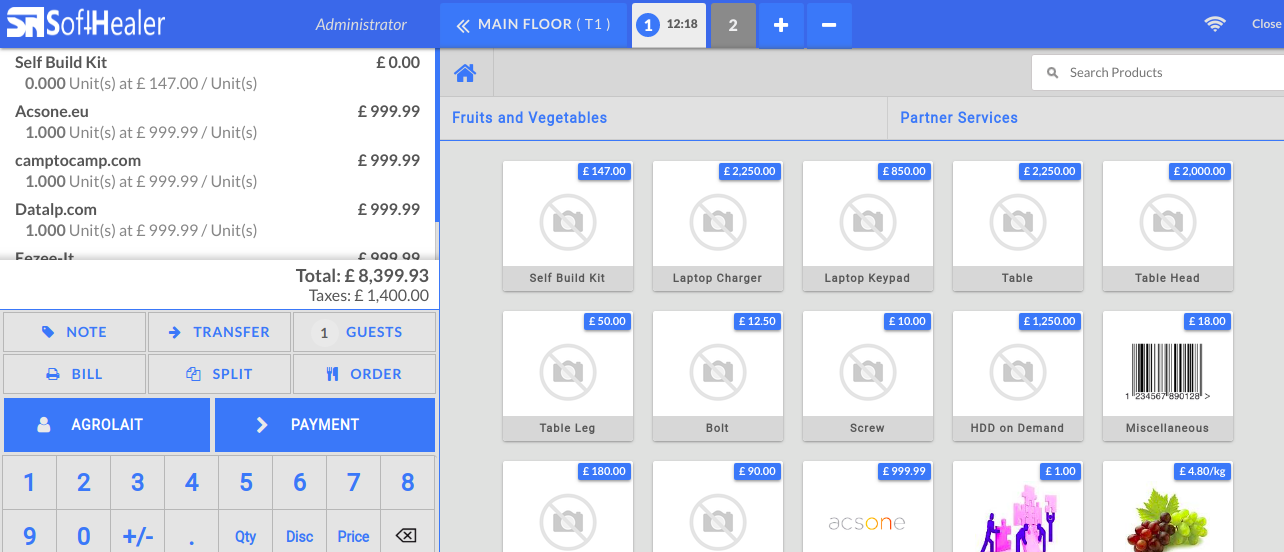 SoftHealer
Administrator
MAIN FLOOR ( T1 )
1 12:18
2
+
−
Close
Self Build Kit £ 0.00
0.000 Unit(s) at £ 147.00 / Unit(s)
Acsone.eu £ 999.99
1.000 Unit(s) at £ 999.99 / Unit(s)
camptocamp.com £ 999.99
1.000 Unit(s) at £ 999.99 / Unit(s)
Datalp.com £ 999.99
1.000 Unit(s) at £ 999.99 / Unit(s)
Eezee-It £ 999.99
Total: £ 8,399.93
Taxes: £ 1,400.00
NOTE TRANSFER 1 GUESTS
BILL SPLIT ORDER
AGROLAIT PAYMENT
1 2 3 4 5 6 7 8
9 0 +/- . Qty Disc Price
Search Products
Fruits and Vegetables Partner Services
£ 147.00 £ 2,250.00 £ 850.00 £ 2,250.00 £ 2,000.00
Self Build Kit Laptop Charger Laptop Keypad Table Table Head
£ 50.00 £ 12.50 £ 10.00 £ 1,250.00 £ 18.00
1 234567 890128 >
Table Leg Bolt Screw HDD on Demand Miscellaneous
£ 180.00 £ 90.00 £ 999.99 £ 1.00 £ 4.80/kg
acsone